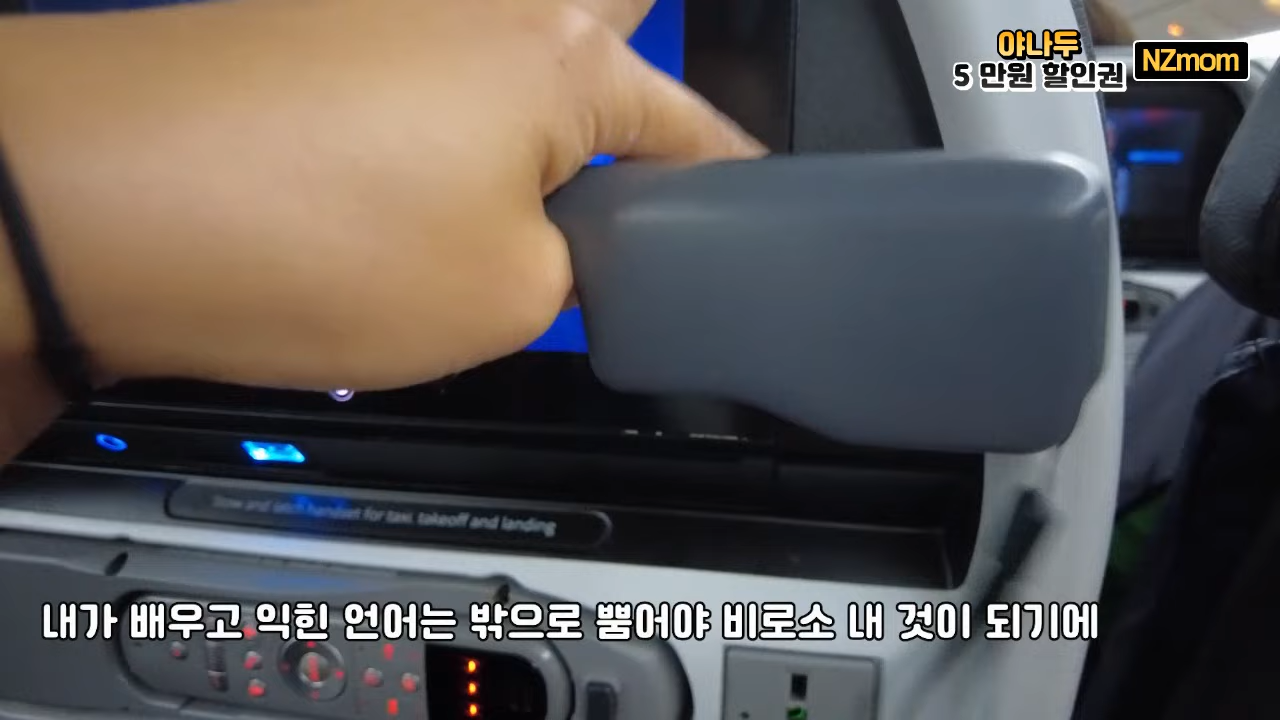 야나두
5 만원 할인권
NZmom
Stow and latch handset for taxi, takeoff and landing
내가 배우고 익힌 언어는 밖으로 뿜어야 비로소 내 것이 되기에